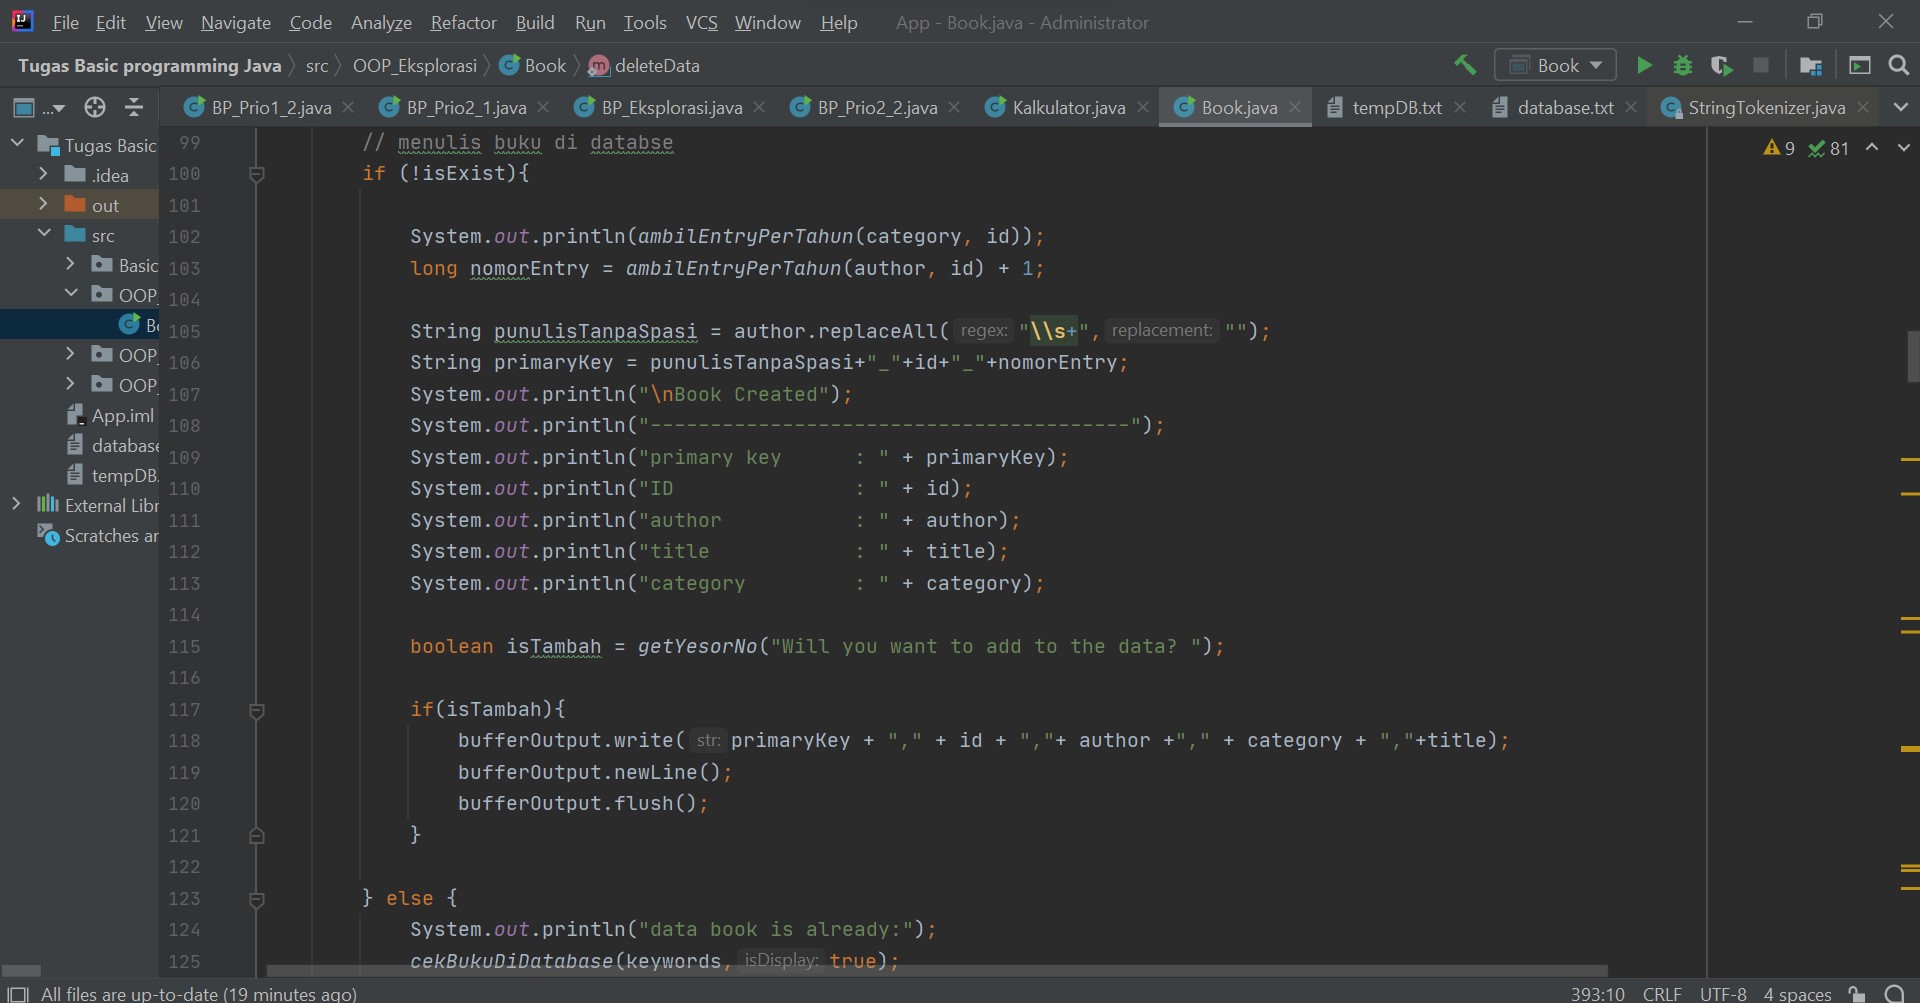 File Edit View Navigate Code Analyze Refactor Build Run Tools VCS Window Help App - Book.java - Administrator
Tugas Basic programming Java src OOP_Eksplorasi Book deleteData Book
... BP_Prio1_2.java BP_Prio2_1.java BP_Eksplorasi.java BP_Prio2_2.java Kalkulator.java Book.java tempDB.txt database.txt StringTokenizer.java
Tugas Basic
.idea
out
src
Basic
OOP_
Bo
OOP_
OOP_
App.iml
database
tempDB.
External Libr
Scratches ar
9 81
99 // menulis buku di databse
100 if (!isExist){
101
102 System.out.println(ambilEntryPerTahun(category, id));
103 long nomorEntry = ambilEntryPerTahun(author, id) + 1;
104
105 String punulisTanpaSpasi = author.replaceAll( regex: "\\s+", replacement: "");
106 String primaryKey = punulisTanpaSpasi+"_"+id+"_"+nomorEntry;
107 System.out.println("\nBook Created");
108 System.out.println("----------------------------------------");
109 System.out.println("primary key      : " + primaryKey);
110 System.out.println("ID               : " + id);
111 System.out.println("author           : " + author);
112 System.out.println("title            : " + title);
113 System.out.println("category         : " + category);
114
115 boolean isTambah = getYesorNo("Will you want to add to the data? ");
116
117 if(isTambah){
118 bufferOutput.write( str: primaryKey + "," + id + ","+ author +"," + category + ","+title);
119 bufferOutput.newLine();
120 bufferOutput.flush();
121 }
122
123 } else {
124 System.out.println("data book is already:");
125 cekBukuDiDatabase(keywords, isDisplay: true);
All files are up-to-date (19 minutes ago) 393:10 CRLF UTF-8 4 spaces